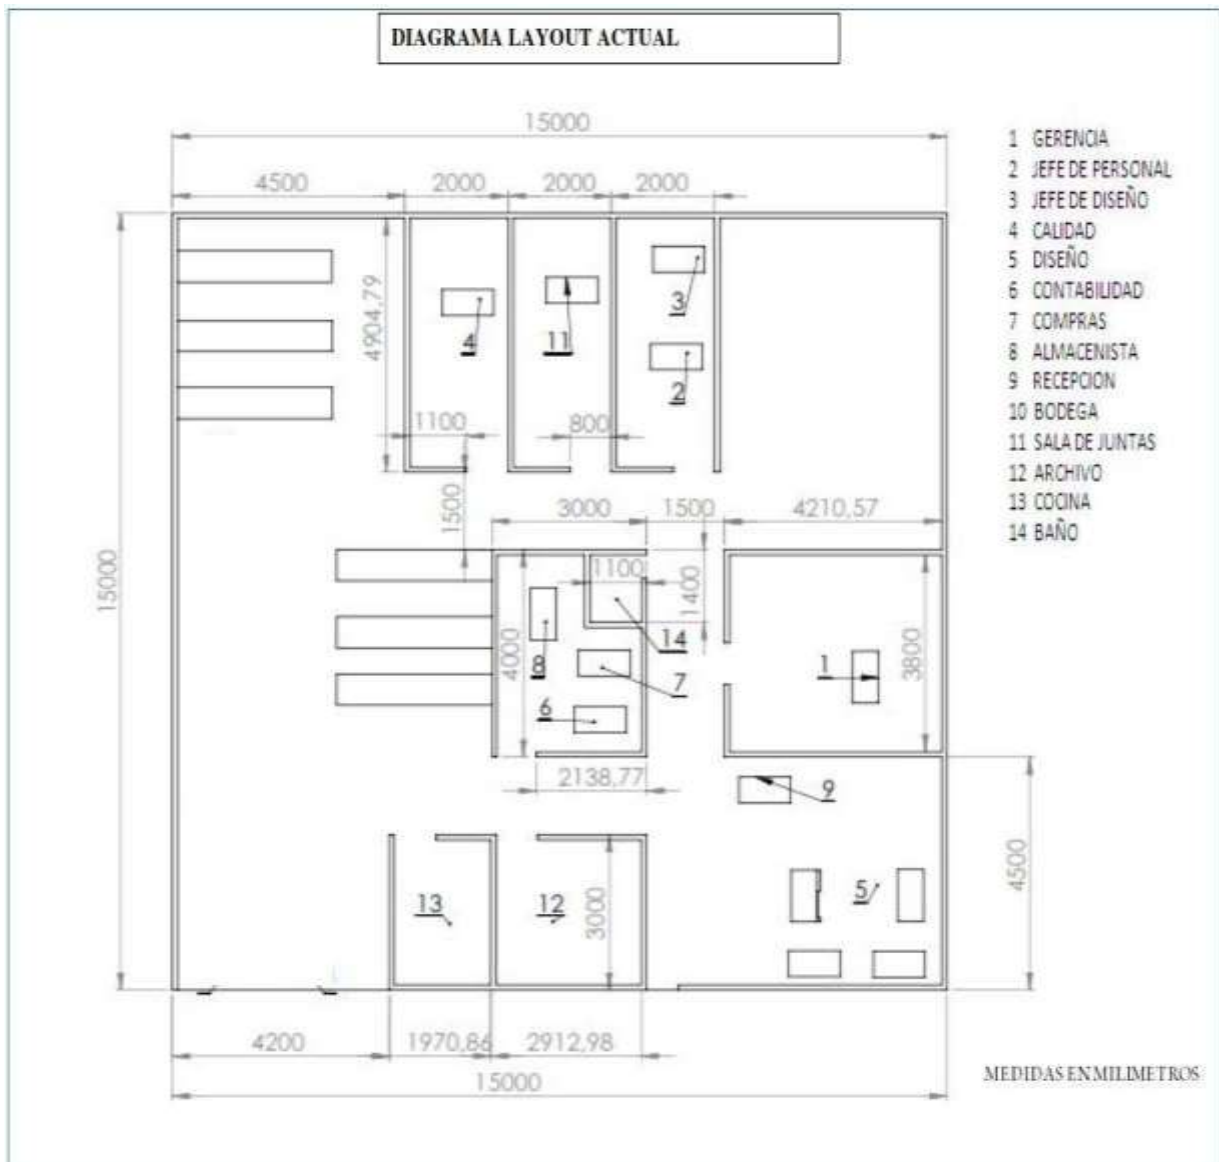 DIAGRAMA LAYOUT ACTUAL
15000
4500 2000 2000 2000
1 GERENCIA
2 JEFE DE PERSONAL
3 JEFE DE DISEÑO
4 CALIDAD
5 DISEÑO
6 CONTABILIDAD
7 COMPRAS
8 ALMACENISTA
9 RECEPCION
10 BODEGA
11 SALA DE JUNTAS
12 ARCHIVO
13 COCINA
14 BAÑO
4904,79
3
4 11
2
1100 800
1500
3000 1500 4210,57
15000
1100
1400
14
4000
8
7
1
3800
6
2138,77
9
4500
13 12
3000
5
4200 1970,86 2912,98
15000
MEDIDAS EN MILIMETROS